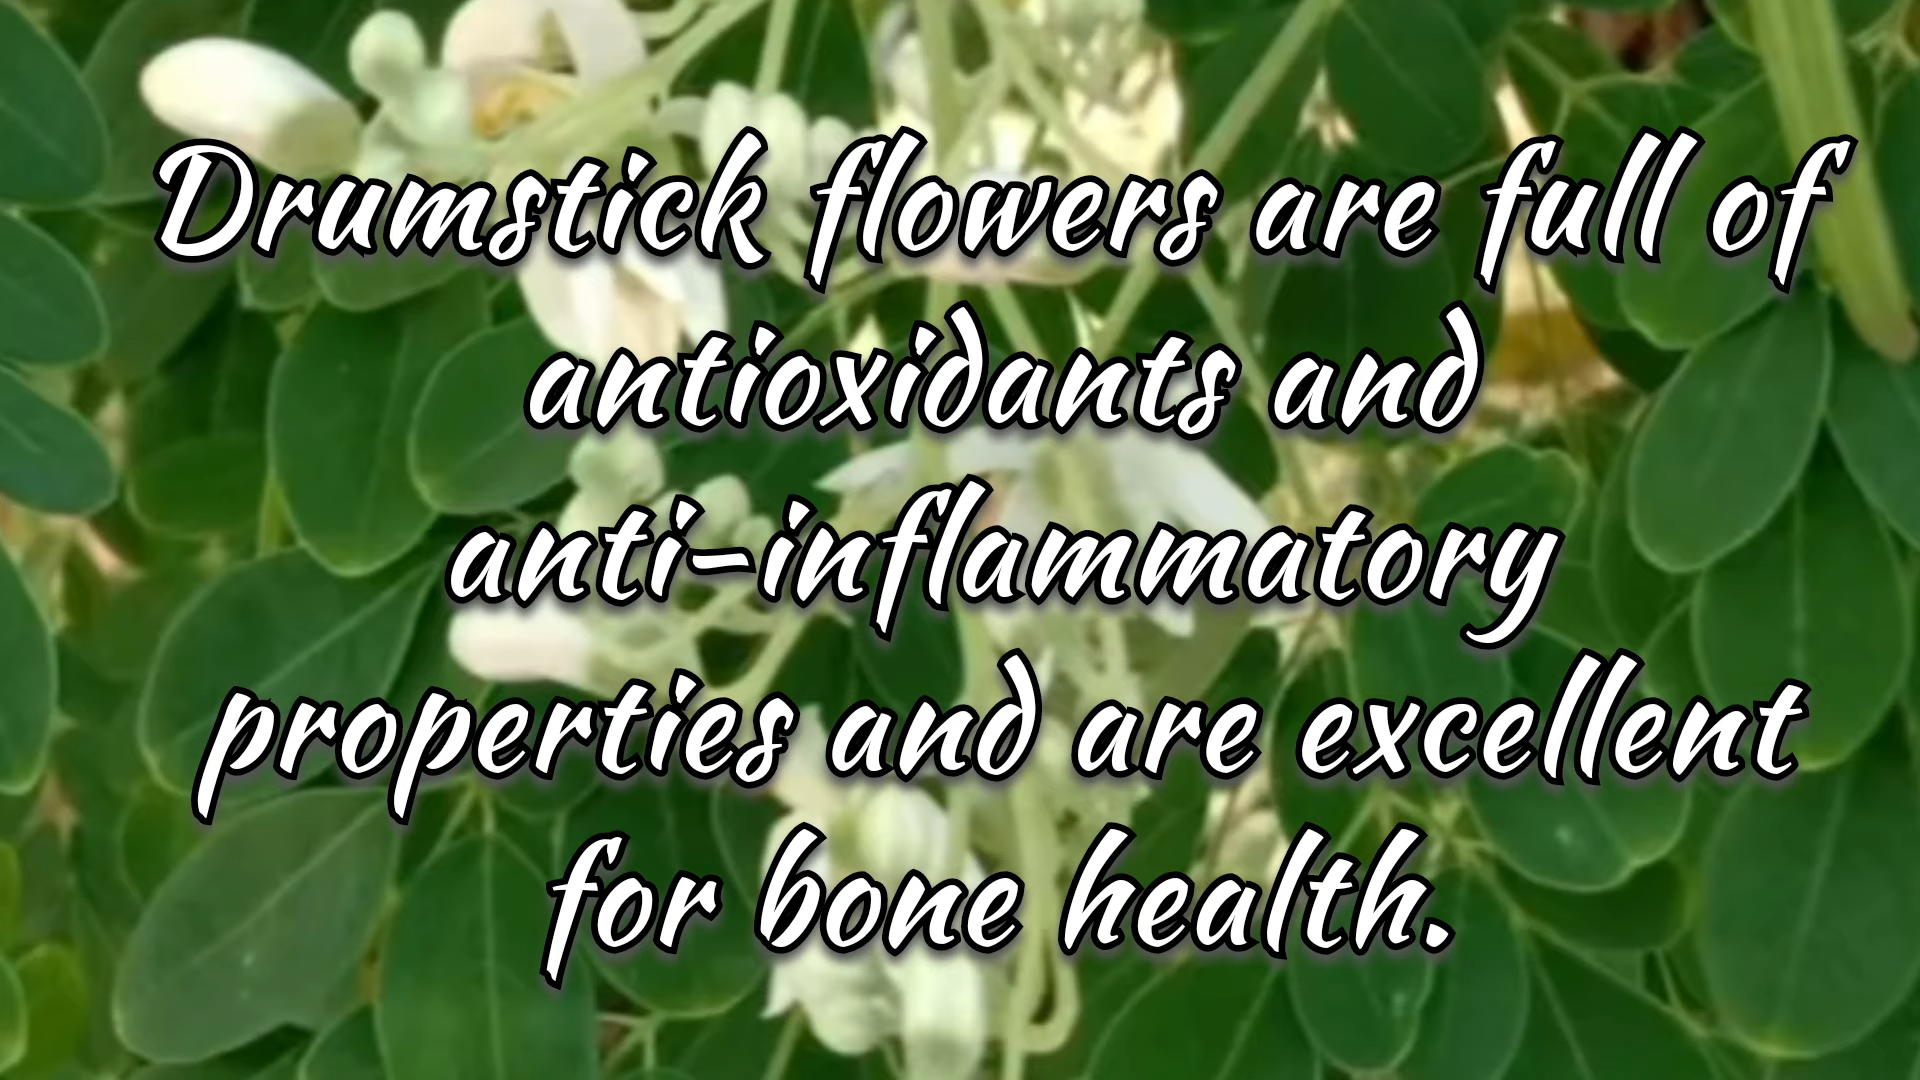 Drumstick flowers are full of
antioxidants and
anti-inflammatory
properties and are excellent
for bone health.